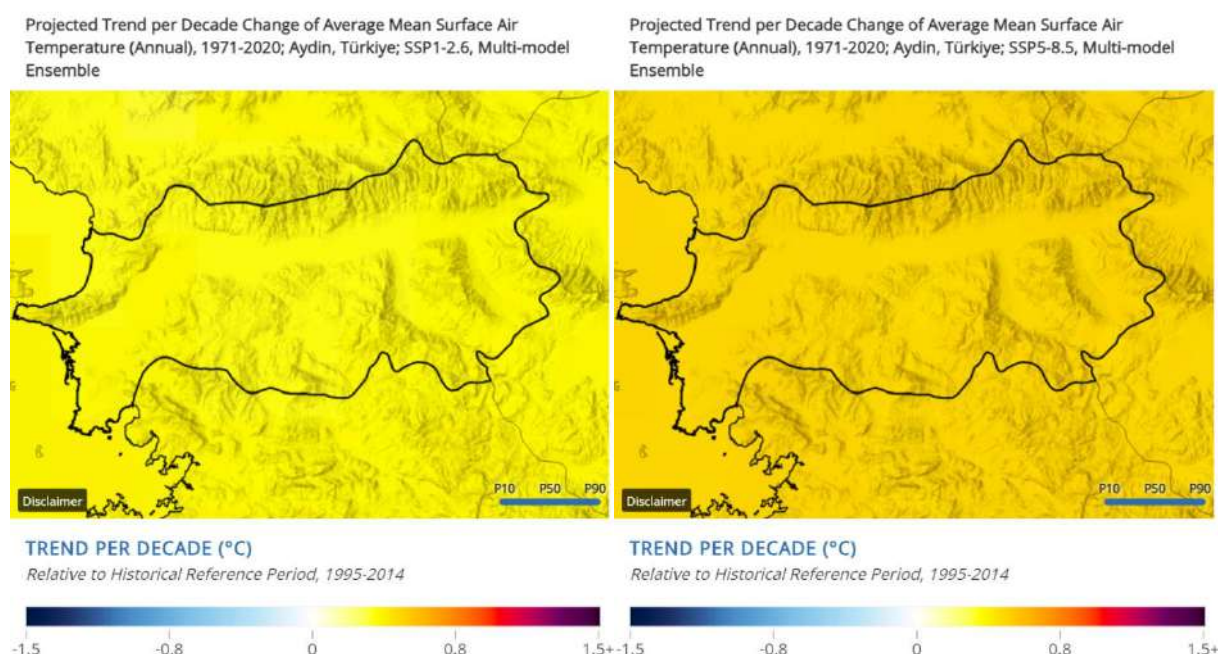 Projected Trend per Decade Change of Average Mean Surface Air
Temperature (Annual), 1971-2020; Aydin, Türkiye; SSP1-2.6, Multi-model
Ensemble
P10 P50 P90
Disclaimer
TREND PER DECADE (°C)
Relative to Historical Reference Period, 1995-2014
-1.5 -0.8 0 0.8 1.5+
Projected Trend per Decade Change of Average Mean Surface Air
Temperature (Annual), 1971-2020; Aydin, Türkiye; SSP5-8.5, Multi-model
Ensemble
P10 P50 P90
Disclaimer
TREND PER DECADE (°C)
Relative to Historical Reference Period, 1995-2014
-1.5 -0.8 0 0.8 1.5+